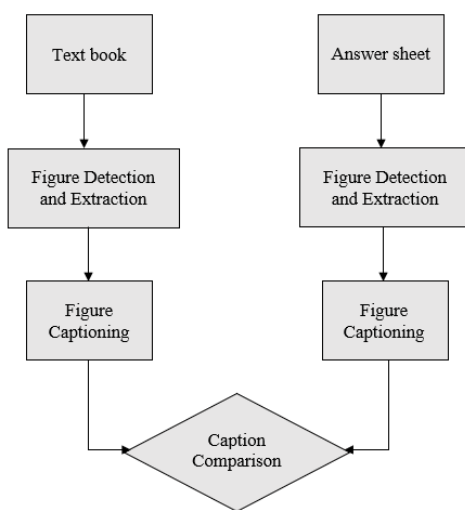 Text book
Answer sheet
Figure Detection
and Extraction
Figure Detection
and Extraction
Figure
Captioning
Figure
Captioning
Caption
Comparison